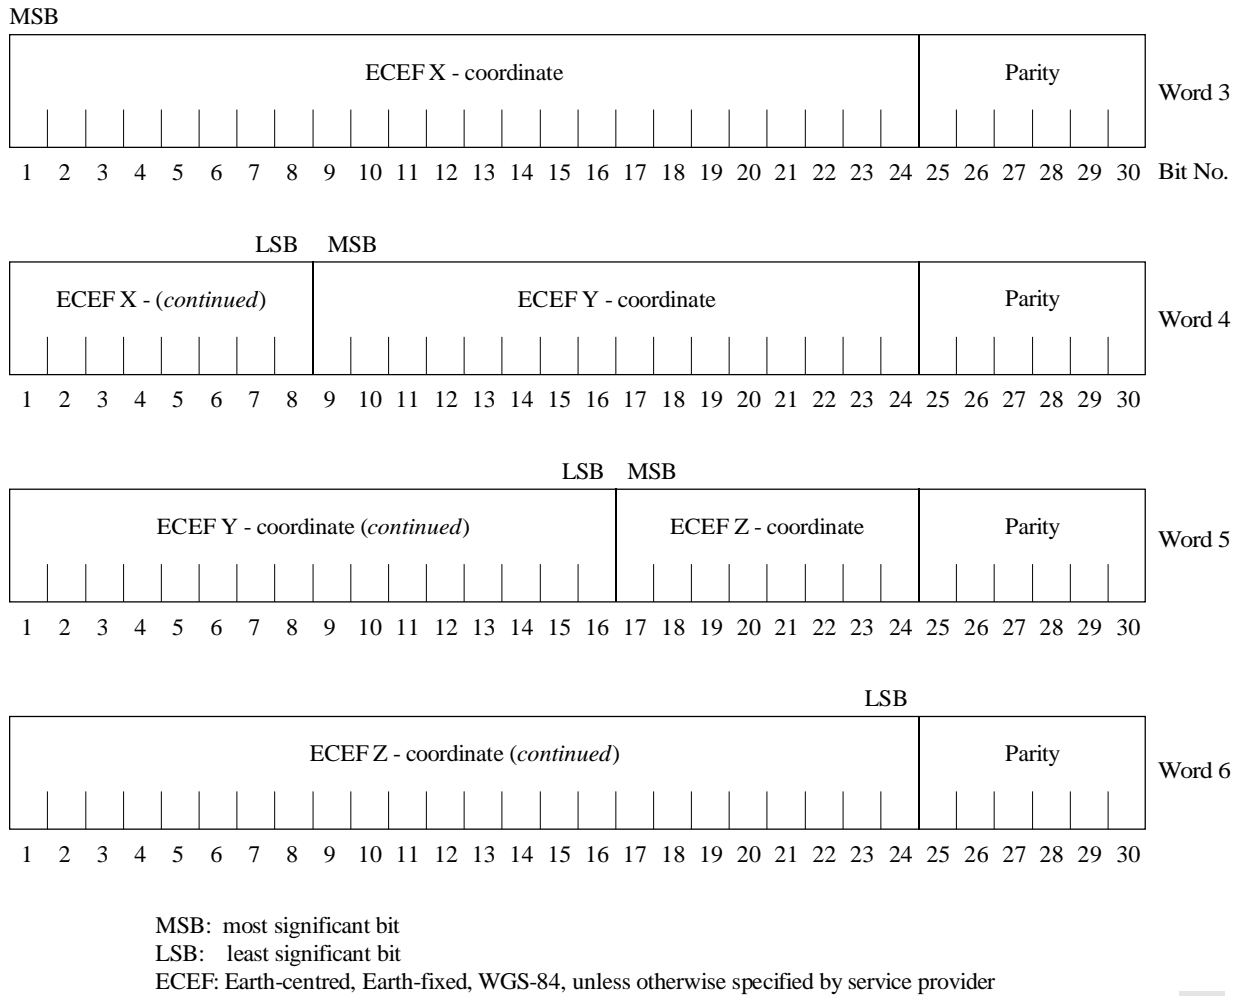 MSB
ECEF X - coordinate Parity
Word 3
1 2 3 4 5 6 7 8 9 10 11 12 13 14 15 16 17 18 19 20 21 22 23 24 25 26 27 28 29 30 Bit No.
LSB MSB
ECEF X - (continued) ECEF Y - coordinate Parity
Word 4
1 2 3 4 5 6 7 8 9 10 11 12 13 14 15 16 17 18 19 20 21 22 23 24 25 26 27 28 29 30
LSB MSB
ECEF Y - coordinate (continued) ECEF Z - coordinate Parity
Word 5
1 2 3 4 5 6 7 8 9 10 11 12 13 14 15 16 17 18 19 20 21 22 23 24 25 26 27 28 29 30
LSB
ECEF Z - coordinate (continued) Parity
Word 6
1 2 3 4 5 6 7 8 9 10 11 12 13 14 15 16 17 18 19 20 21 22 23 24 25 26 27 28 29 30
MSB: most significant bit
LSB: least significant bit
ECEF: Earth-centred, Earth-fixed, WGS-84, unless otherwise specified by service provider